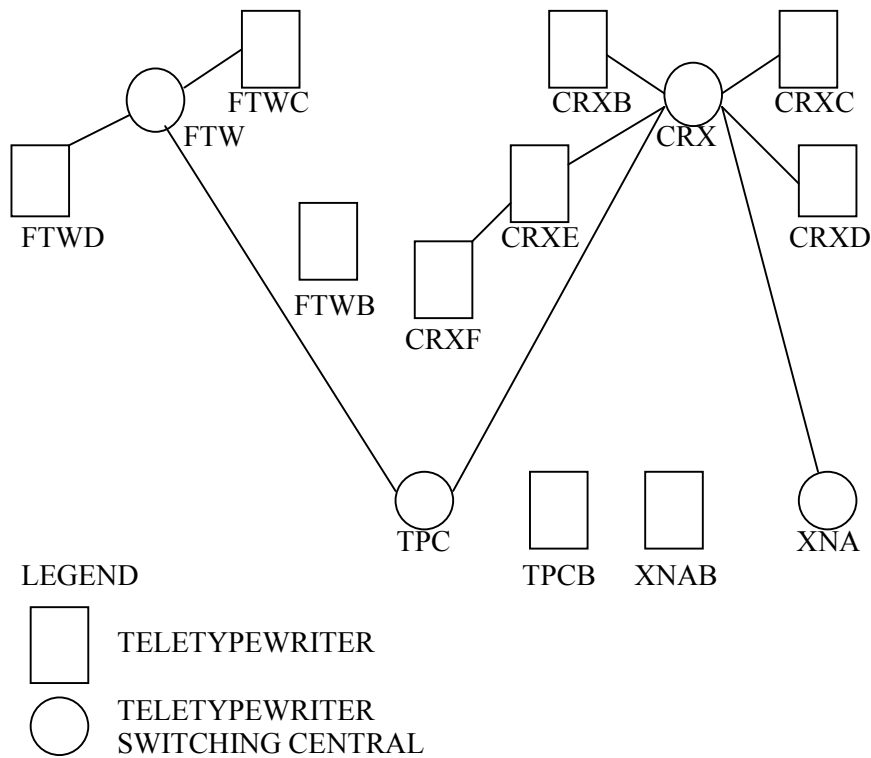 FTWC
CRXB
CRXC
FTW
CRX
FTWD
CRXE
CRXD
FTWB
CRXF
TPC
XNA
LEGEND
TPCB
XNAB
TELETYPEWRITER
TELETYPEWRITER
SWITCHING CENTRAL